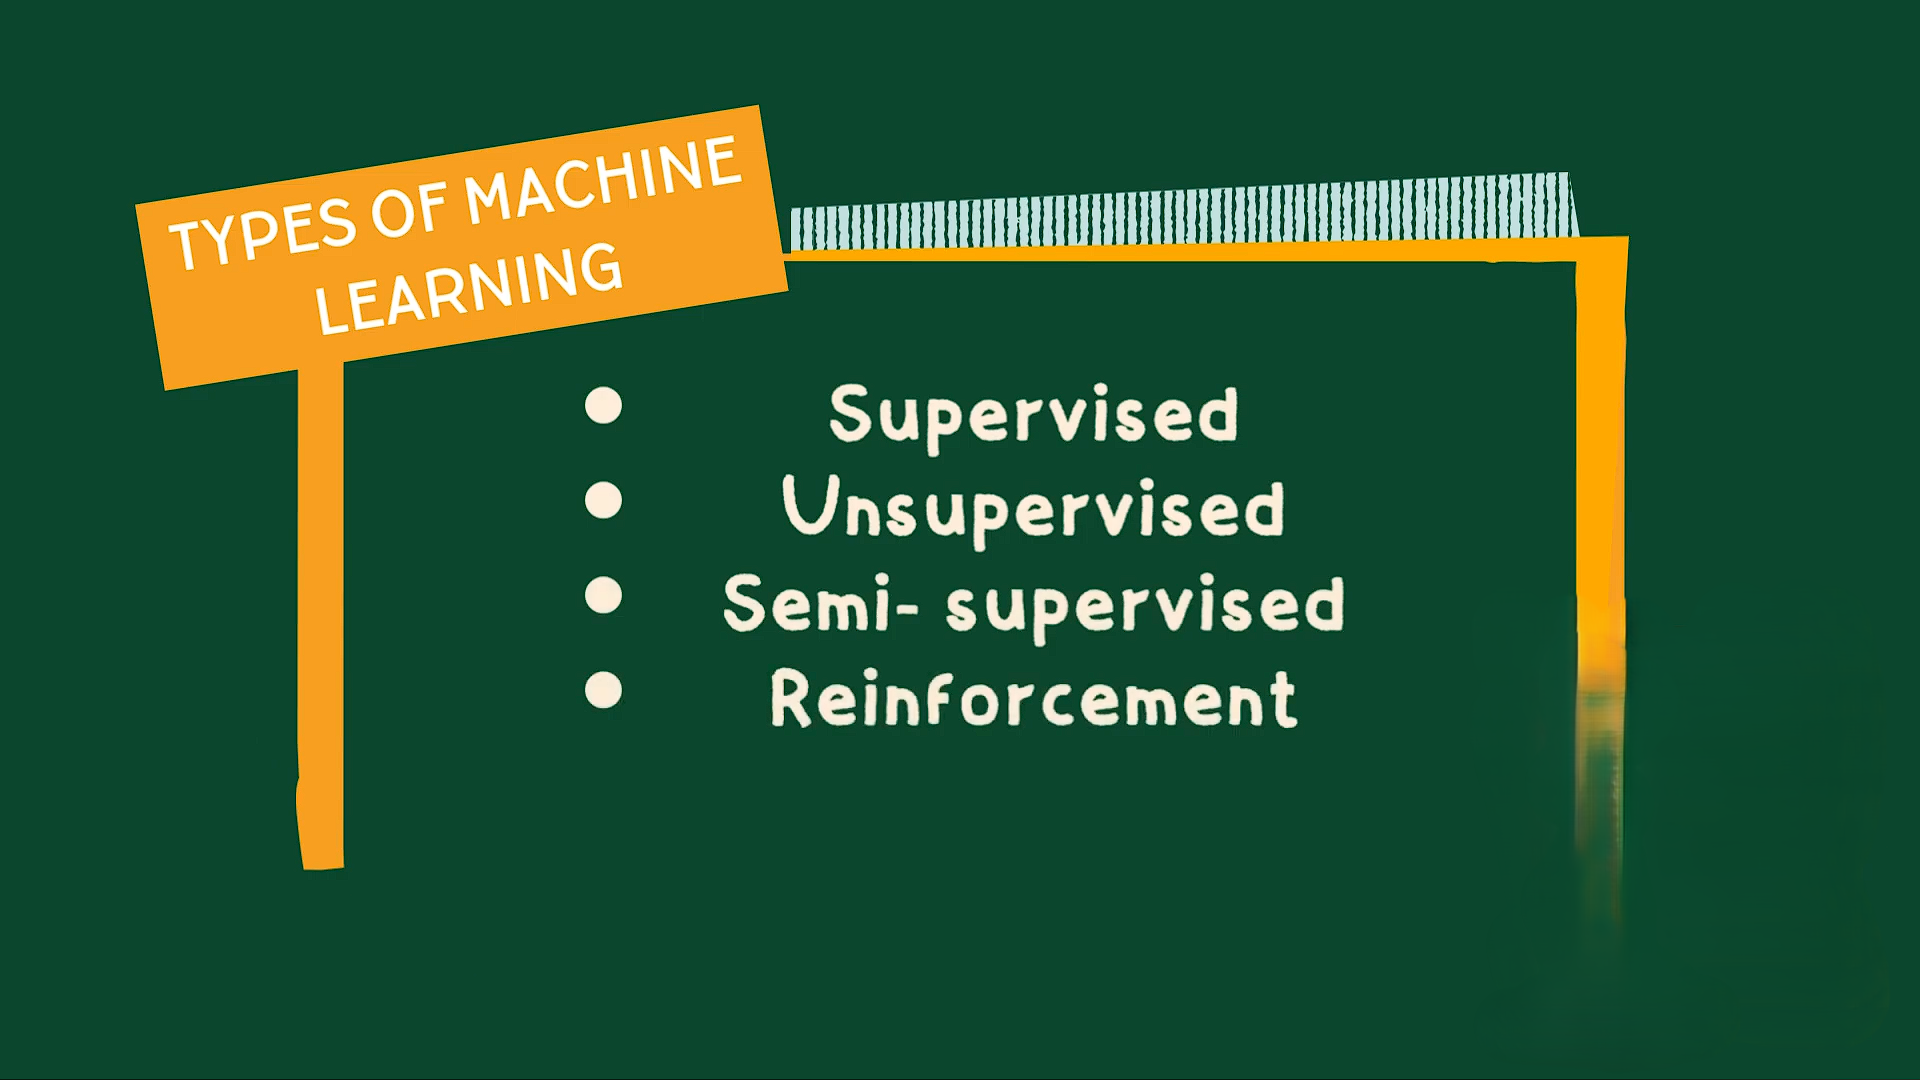 TYPES OF MACHINE
LEARNING
Supervised
Unsupervised
Semi- supervised
Reinforcement